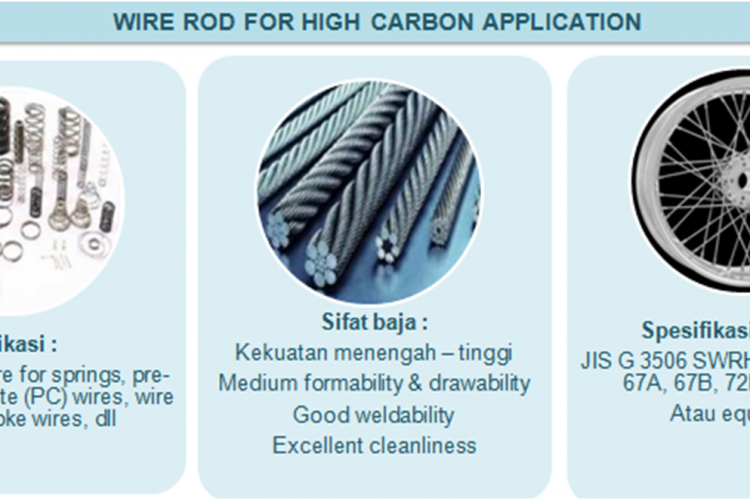 WIRE ROD FOR HIGH CARBON APPLICATION
ikasi :
re for springs, pre-
te (PC) wires, wire
oke wires, dll
Sifat baja :
Kekuatan menengah – tinggi
Medium formability & drawability
Good weldability
Excellent cleanliness
Spesifikasi
JIS G 3506 SWRH
67A, 67B, 72
Atau equ